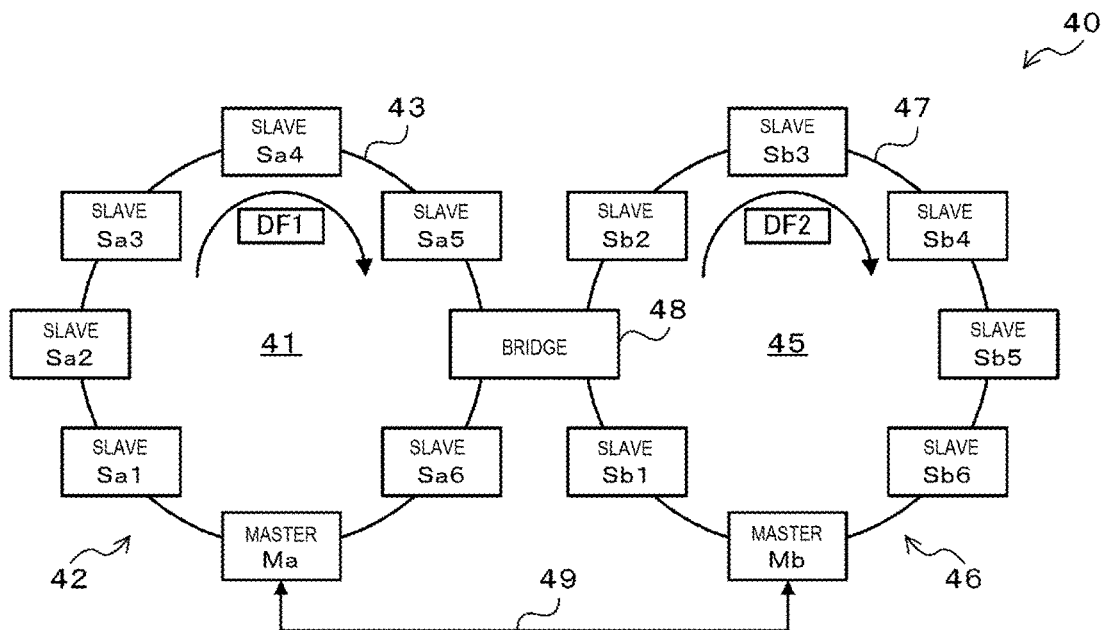 40
43
47
SLAVE
Sa4
SLAVE
Sb3
SLAVE
Sa3
DF1
SLAVE
Sa5
SLAVE
Sb2
DF2
SLAVE
Sb4
48
SLAVE
Sa2
41
BRIDGE
45
SLAVE
Sb5
SLAVE
Sa1
SLAVE
Sa6
SLAVE
Sb1
SLAVE
Sb6
42
MASTER
Ma
MASTER
Mb
46
49